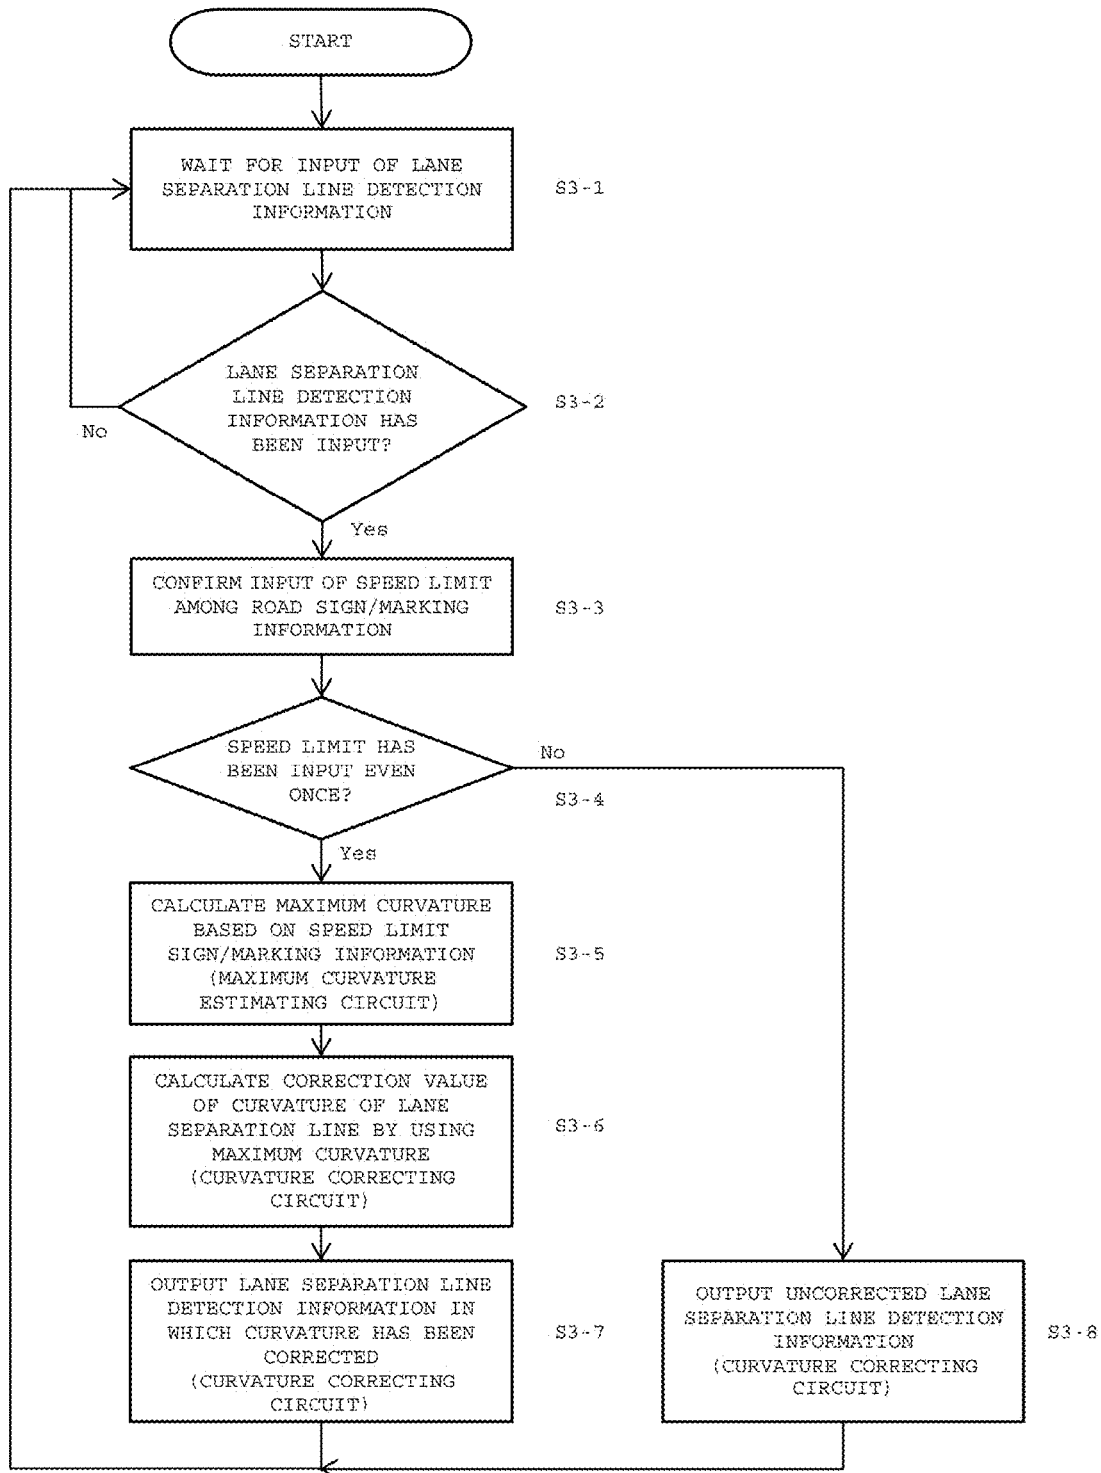 START
WAIT FOR INPUT OF LANE
SEPARATION LINE DETECTION
INFORMATION
S3-1
LANE SEPARATION
LINE DETECTION
INFORMATION HAS
BEEN INPUT?
S3-2
No
Yes
CONFIRM INPUT OF SPEED LIMIT
AMONG ROAD SIGN/MARKING
INFORMATION
S3-3
SPEED LIMIT HAS
BEEN INPUT EVEN
ONCE?
No
S3-4
Yes
CALCULATE MAXIMUM CURVATURE
BASED ON SPEED LIMIT
SIGN/MARKING INFORMATION
(MAXIMUM CURVATURE
ESTIMATING CIRCUIT)
S3-5
CALCULATE CORRECTION VALUE
OF CURVATURE OF LANE
SEPARATION LINE BY USING
MAXIMUM CURVATURE
(CURVATURE CORRECTING
CIRCUIT)
S3-6
OUTPUT LANE SEPARATION LINE
DETECTION INFORMATION IN
WHICH CURVATURE HAS BEEN
CORRECTED
(CURVATURE CORRECTING
CIRCUIT)
S3-7
OUTPUT UNCORRECTED LANE
SEPARATION LINE DETECTION
INFORMATION
(CURVATURE CORRECTING
CIRCUIT)
S3-8